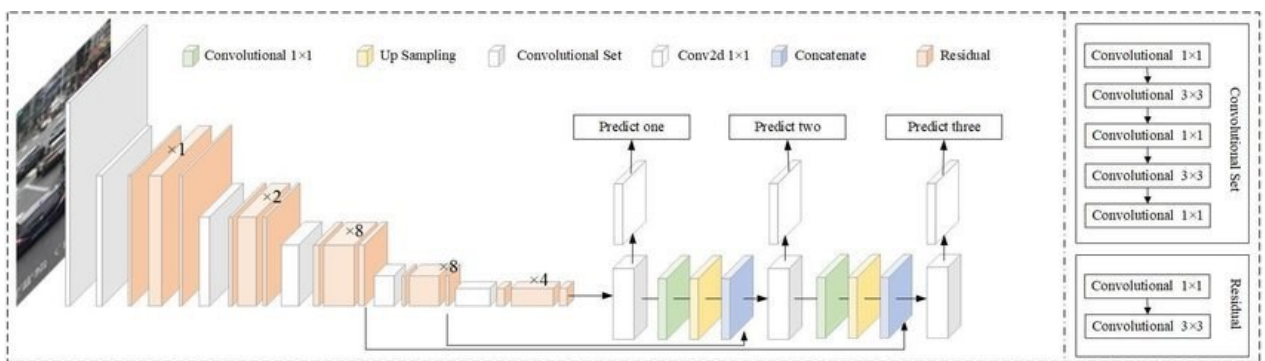 Convolutional 1×1
Up Sampling
Convolutional Set
Conv2d 1×1
Concatenate
Residual
×1
×2
×8
×8
×4
Predict one
Predict two
Predict three
Convolutional 1×1
Convolutional 3×3
Convolutional 1×1
Convolutional 3×3
Convolutional 1×1
Convolutional Set
Convolutional 1×1
Convolutional 3×3
Residual